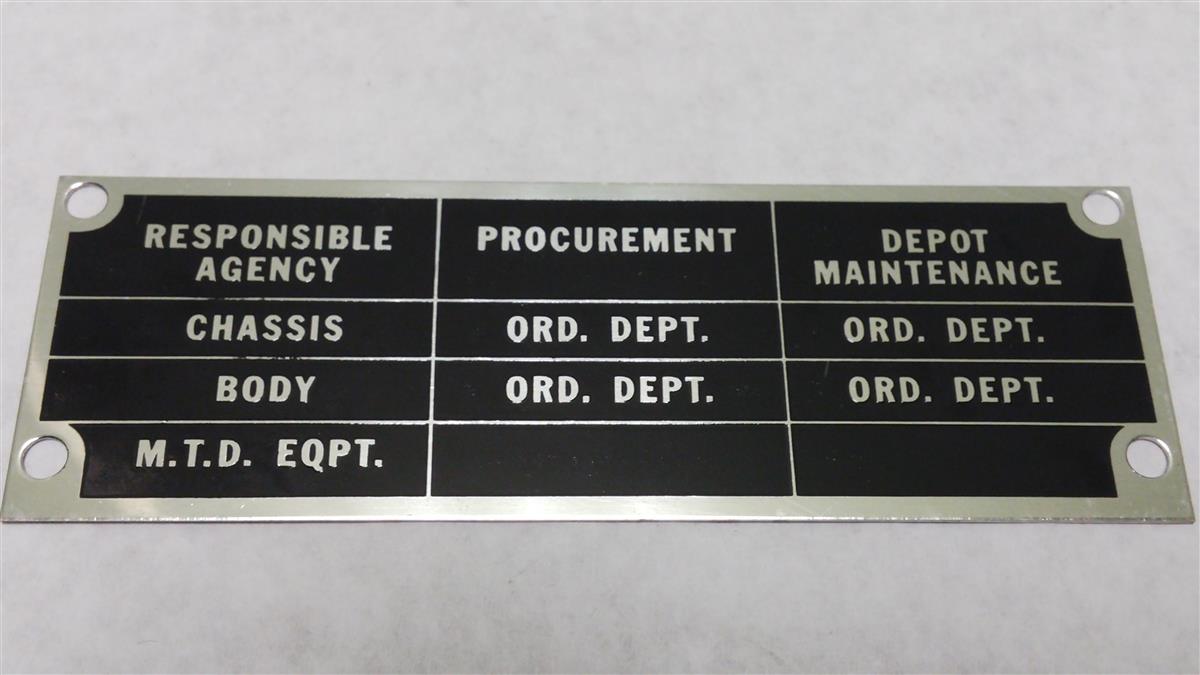 RESPONSIBLE AGENCY PROCUREMENT DEPOT MAINTENANCE
CHASSIS ORD. DEPT. ORD. DEPT.
BODY ORD. DEPT. ORD. DEPT.
M.T.D. EQPT.